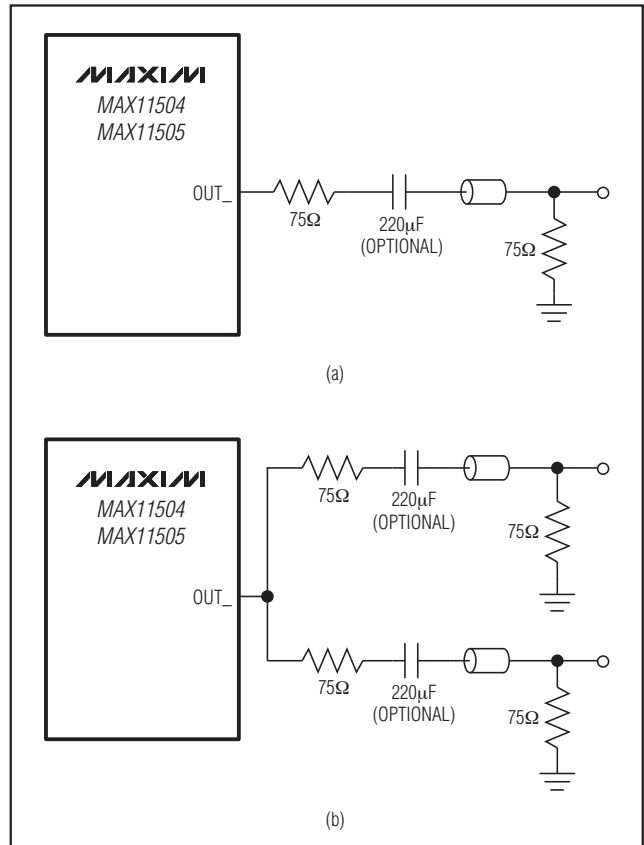 MAXIM
MAX11504
MAX11505
OUT_
75Ω
220μF
(OPTIONAL)
75Ω
(a)
MAXIM
MAX11504
MAX11505
OUT_
75Ω
220μF
(OPTIONAL)
75Ω
75Ω
220μF
(OPTIONAL)
75Ω
(b)